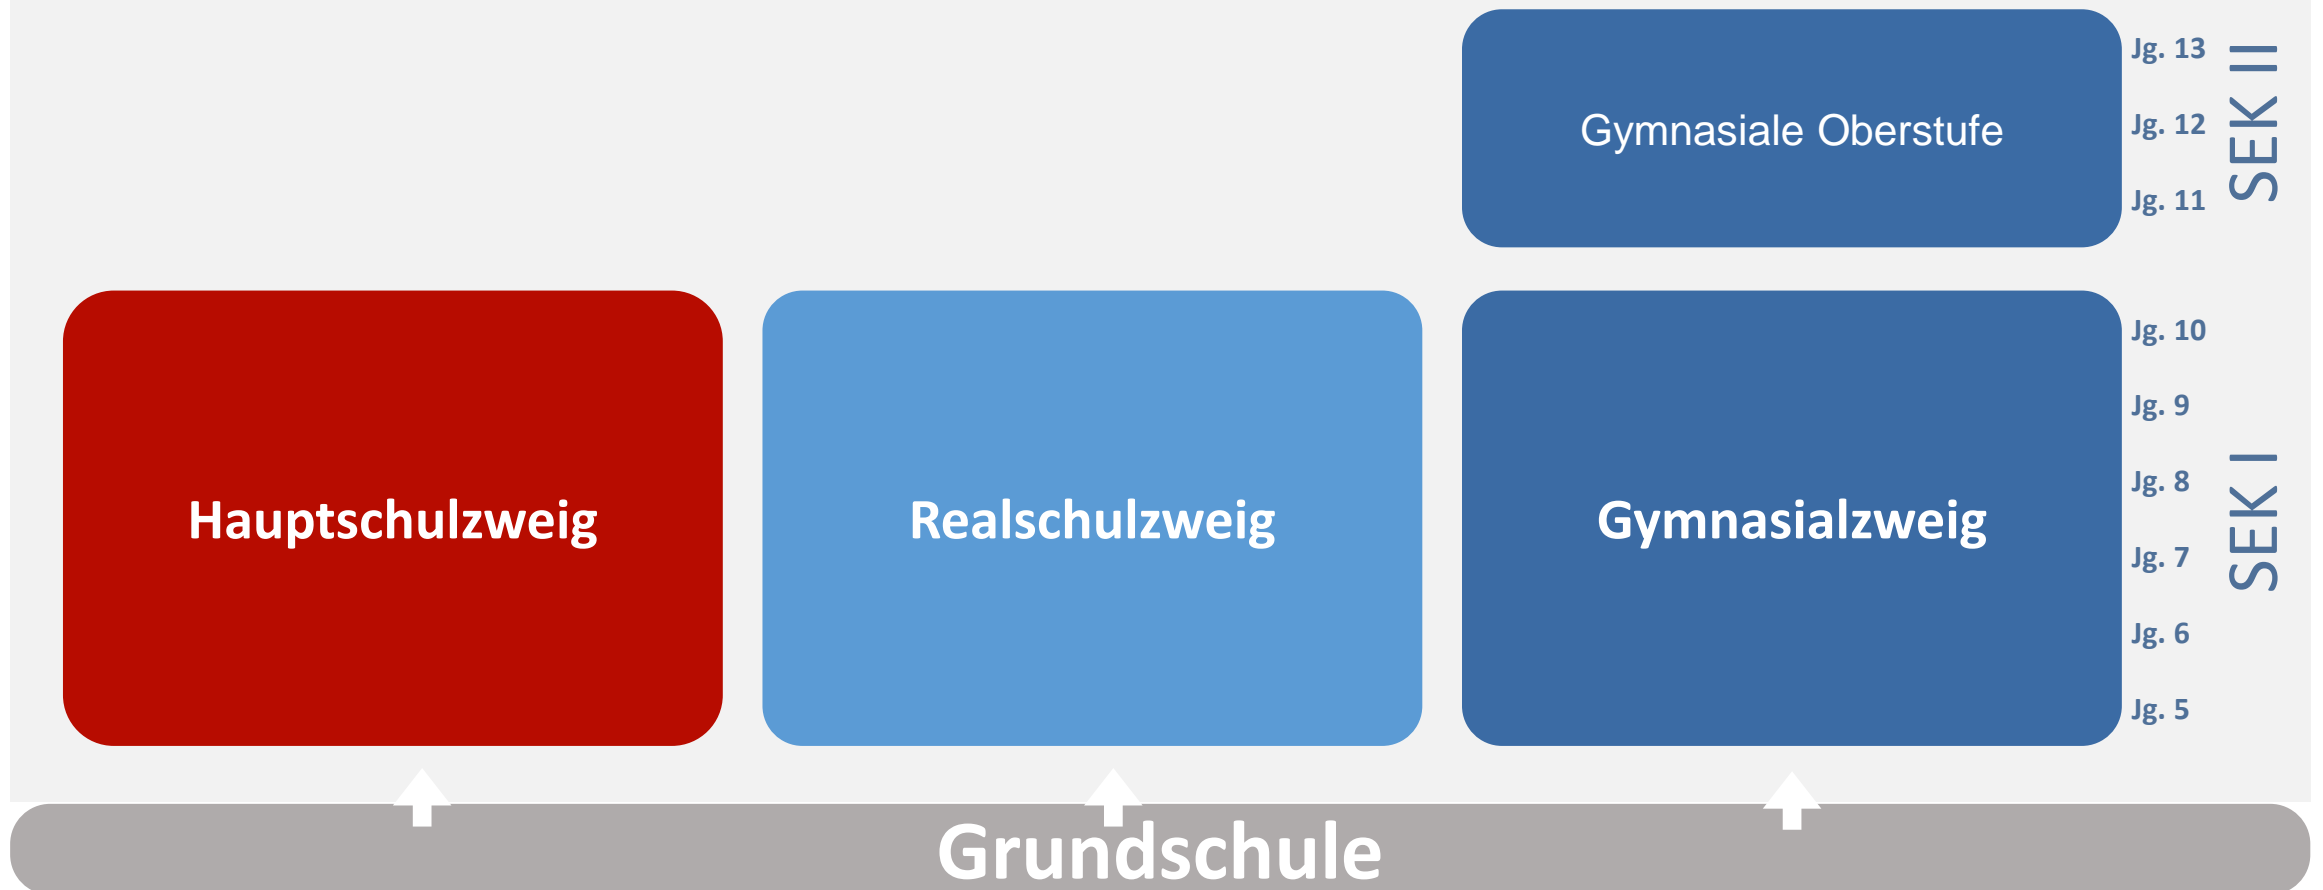 Jg. 13
SEK II
Gymnasiale Oberstufe
Jg. 12
Jg. 11
Jg. 10
Jg. 9
Jg. 8
SEK I
Hauptschulzweig
Realschulzweig
Gymnasialzweig
Jg. 7
Jg. 6
Jg. 5
Grundschule